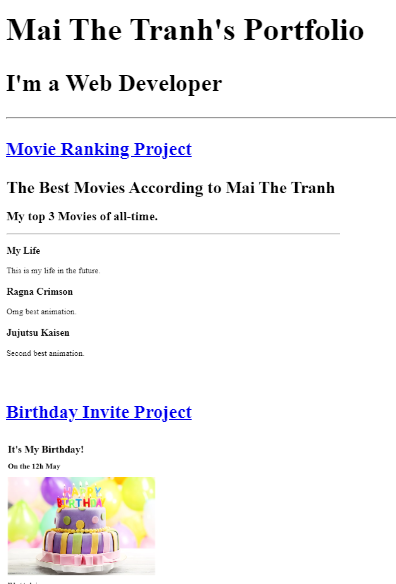 Mai The Tranh's Portfolio
I'm a Web Developer
Movie Ranking Project
The Best Movies According to Mai The Tranh
My top 3 Movies of all-time.
My Life
This is my life in the future.
Ragna Crimson
Omg best animation.
Jujutsu Kaisen
Second best animation.
Birthday Invite Project
It's My Birthday!
On the 12h May
HAPPY
BIRTHDAY